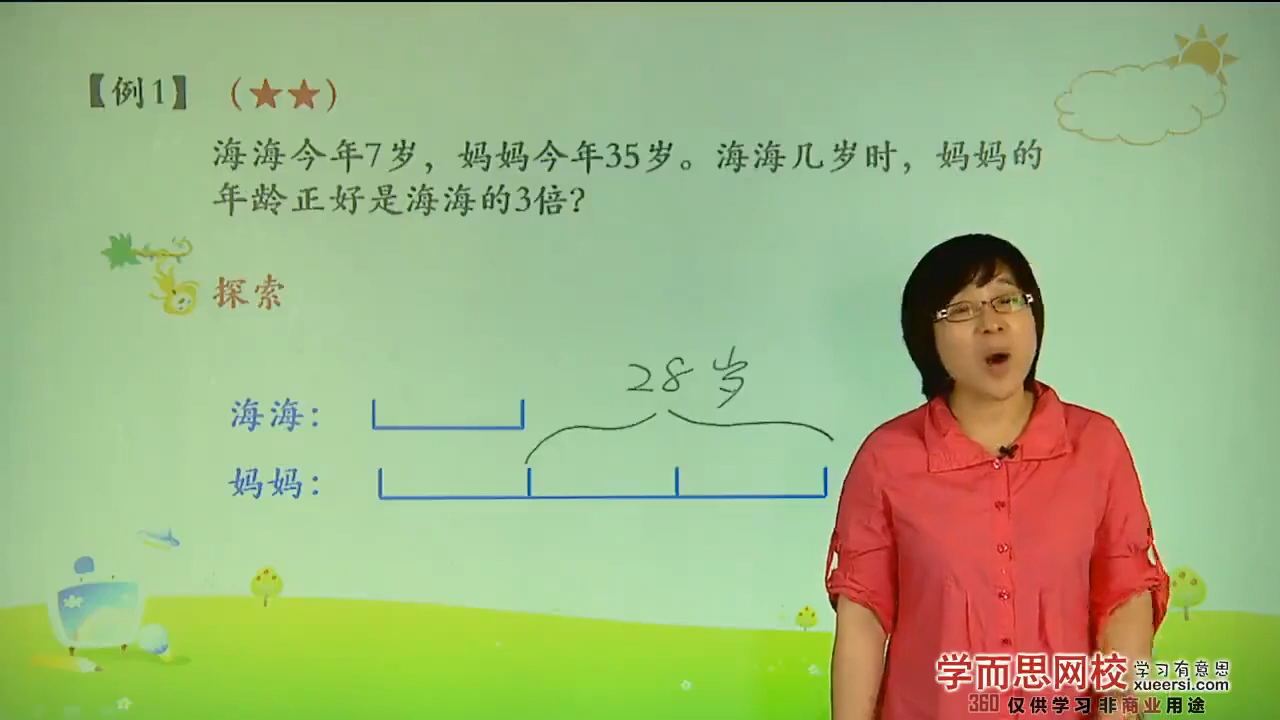 【例1】 (★★)
海海今年7岁，妈妈今年35岁。海海几岁时，妈妈的
年龄正好是海海的3倍?
探索
28岁
海海：
妈妈：
学而思网校 学习有意思
xueersi.com
360 仅供学习非商业用途